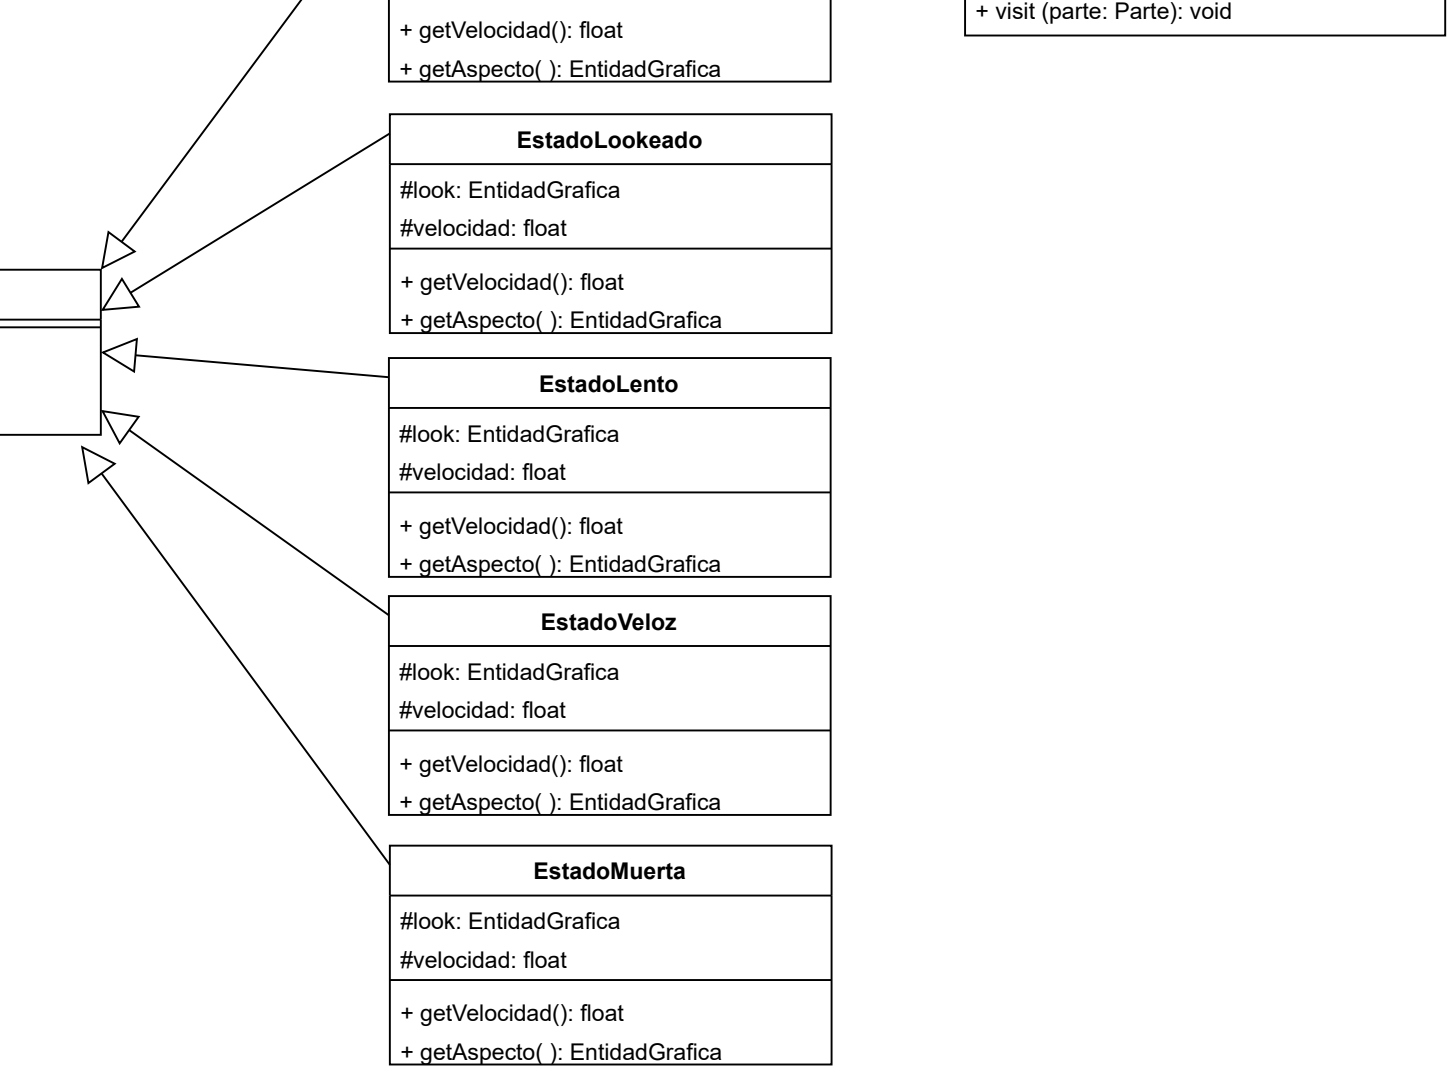 + visit (parte: Parte): void
+ getVelocidad(): float
+ getAspecto( ): EntidadGrafica
EstadoLookeado
#look: EntidadGrafica
#velocidad: float
+ getVelocidad(): float
+ getAspecto( ): EntidadGrafica
EstadoLento
#look: EntidadGrafica
#velocidad: float
+ getVelocidad(): float
+ getAspecto( ): EntidadGrafica
EstadoVeloz
#look: EntidadGrafica
#velocidad: float
+ getVelocidad(): float
+ getAspecto( ): EntidadGrafica
EstadoMuerta
#look: EntidadGrafica
#velocidad: float
+ getVelocidad(): float
+ getAspecto( ): EntidadGrafica